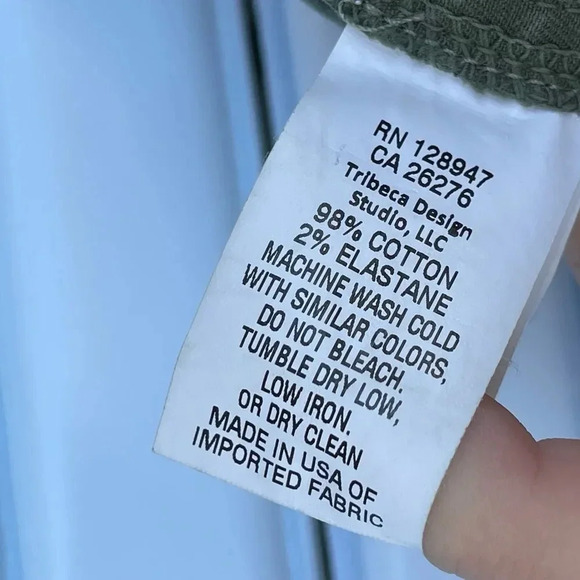 RN 128947
CA 26276
Tribeca Design
Studio, LLC
98% COTTON
2% ELASTANE
MACHINE WASH COLD
WITH SIMILAR COLORS,
DO NOT BLEACH.
TUMBLE DRY LOW,
LOW IRON.
OR DRY CLEAN
MADE IN USA OF
IMPORTED FABRIC